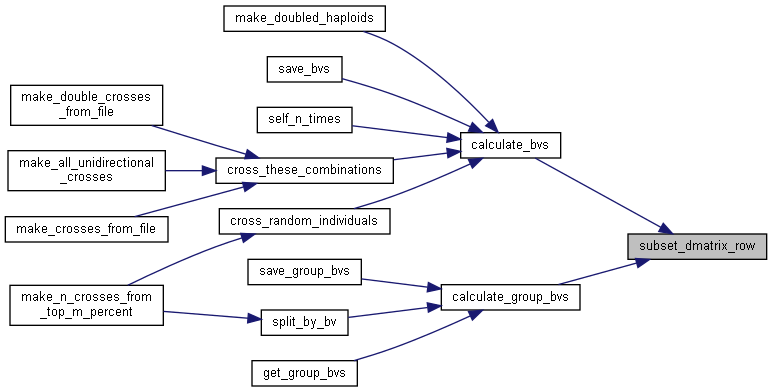 make_doubled_haploids
save_bvs
make_double_crosses
_from_file
self_n_times
calculate_bvs
make_all_unidirectional
_crosses
cross_these_combinations
make_crosses_from_file
cross_random_individuals
subset_dmatrix_row
save_group_bvs
make_n_crosses_from
_top_m_percent
calculate_group_bvs
split_by_bv
get_group_bvs